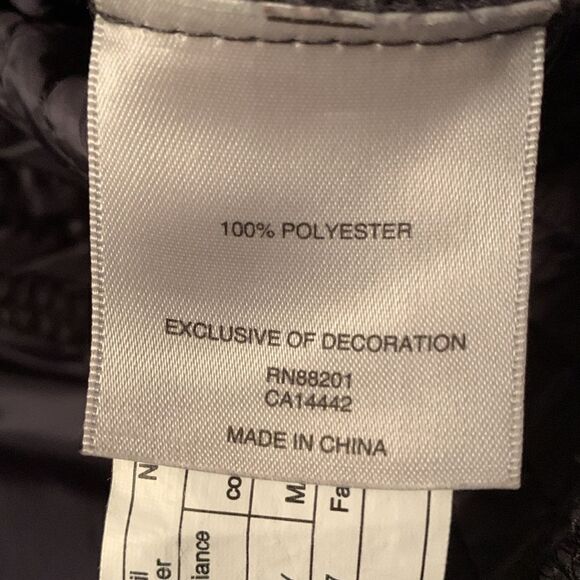 100% POLYESTER
EXCLUSIVE OF DECORATION
RN88201
CA14442
MADE IN CHINA